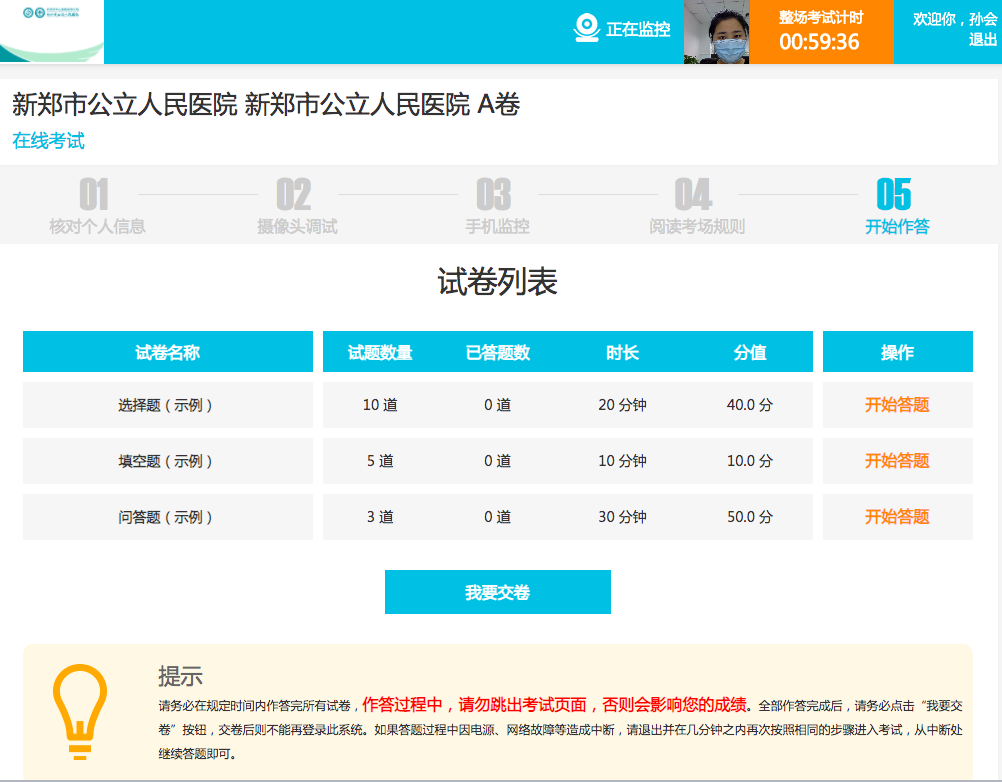 正在监控
整场考试计时
00:59:36
欢迎你，孙会
退出
新郑市公立人民医院 新郑市公立人民医院 A卷
在线考试
01 02 03 04 05
核对个人信息 摄像头调试 手机监控 阅读考场规则 开始作答
试卷列表
试卷名称 试题数量 已答题数 时长 分值 操作
选择题（示例） 10 道 0 道 20 分钟 40.0 分 开始答题
填空题（示例） 5 道 0 道 10 分钟 10.0 分 开始答题
问答题（示例） 3 道 0 道 30 分钟 50.0 分 开始答题
我要交卷
提示
请务必在规定时间内作答完所有试卷，作答过程中，请勿跳出考试页面，否则会影响您的成绩。全部作答完成后，请务必点击“我要交
卷”按钮，交卷后则不能再登录此系统。如果答题过程中因电源、网络故障等造成中断，请退出并在几分钟之内再次按照相同的步骤进入考试，从中断处
继续答题即可。